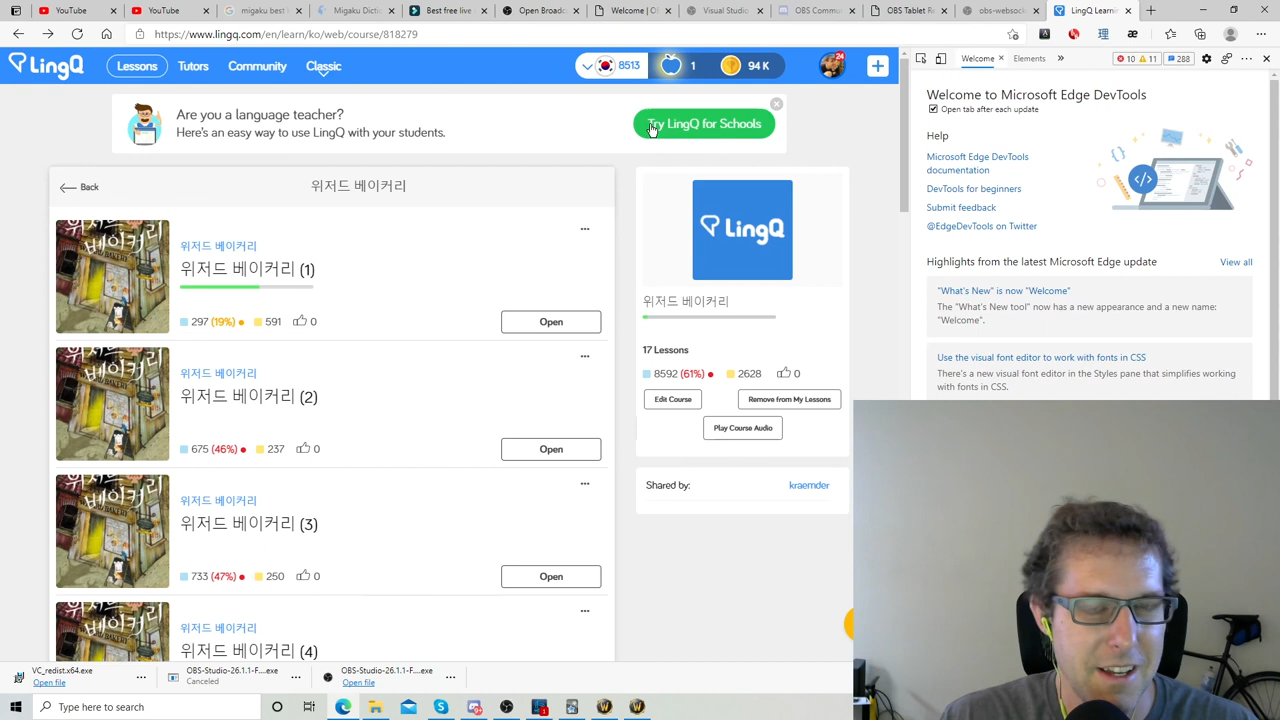 YouTube
YouTube
migaku best l
Migaku Dictio
Best free live
Open Broadc
Welcome | O
Visual Studio
OBS Commu
OBS Tablet Re
obs-websock
LingQ Learnin
https://www.lingq.com/en/learn/ko/web/course/818279
LingQ
Lessons
Tutors
Community
Classic
8513
1
94 K
24
Are you a language teacher?
Here's an easy way to use LingQ with your students.
Try LingQ for Schools
Back
위저드 베이커리
위저드 베이커리
위저드 베이커리 (1)
297 (19%) 591 0
Open
위저드 베이커리
위저드 베이커리 (2)
675 (46%) 237 0
Open
위저드 베이커리
위저드 베이커리 (3)
733 (47%) 250 0
Open
위저드 베이커리
위저드 베이커리 (4)
LingQ
위저드 베이커리
17 Lessons
8592 (61%) 2628 0
Edit Course
Remove from My Lessons
Play Course Audio
Shared by:
kraemder
Welcome
Elements
10
11
288
Welcome to Microsoft Edge DevTools
Open tab after each update
Help
Microsoft Edge DevTools
documentation
DevTools for beginners
Submit feedback
@EdgeDevTools on Twitter
Highlights from the latest Microsoft Edge update
View all
"What's New" is now "Welcome"
The "What's New tool" now has a new appearance and a new name:
"Welcome".
Use the visual font editor to work with fonts in CSS
There's a new visual font editor in the Styles pane that simplifies working
with fonts in CSS.
VC_redist.x64.exe
Open file
OBS-Studio-26.1.1-F....exe
Canceled
OBS-Studio-26.1.1-F....exe
Open file
Type here to search